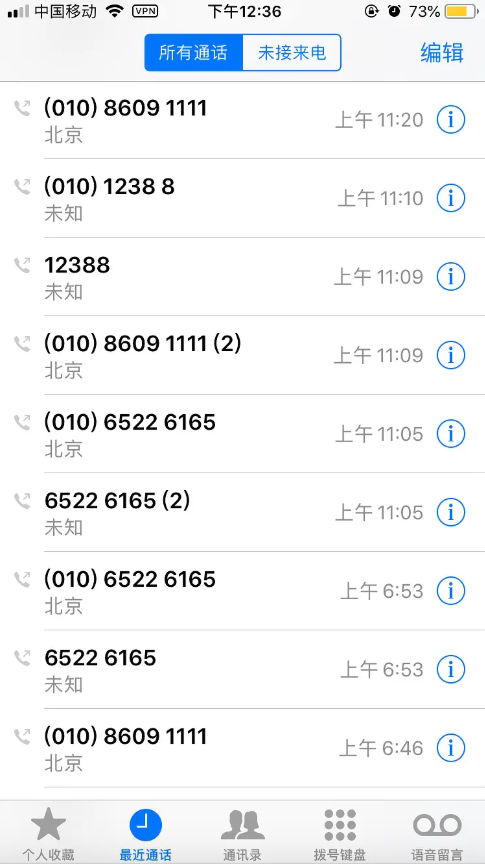 中国移动 VPN 下午12:36 73%
所有通话 未接来电 编辑
(010) 8609 1111
北京
上午 11:20
(010) 1238 8
未知
上午 11:10
12388
未知
上午 11:09
(010) 8609 1111 (2)
北京
上午 11:09
(010) 6522 6165
北京
上午 11:05
6522 6165 (2)
未知
上午 11:05
(010) 6522 6165
北京
上午 6:53
6522 6165
未知
上午 6:53
(010) 8609 1111
北京
上午 6:46
个人收藏 最近通话 通讯录 拨号键盘 语音留言